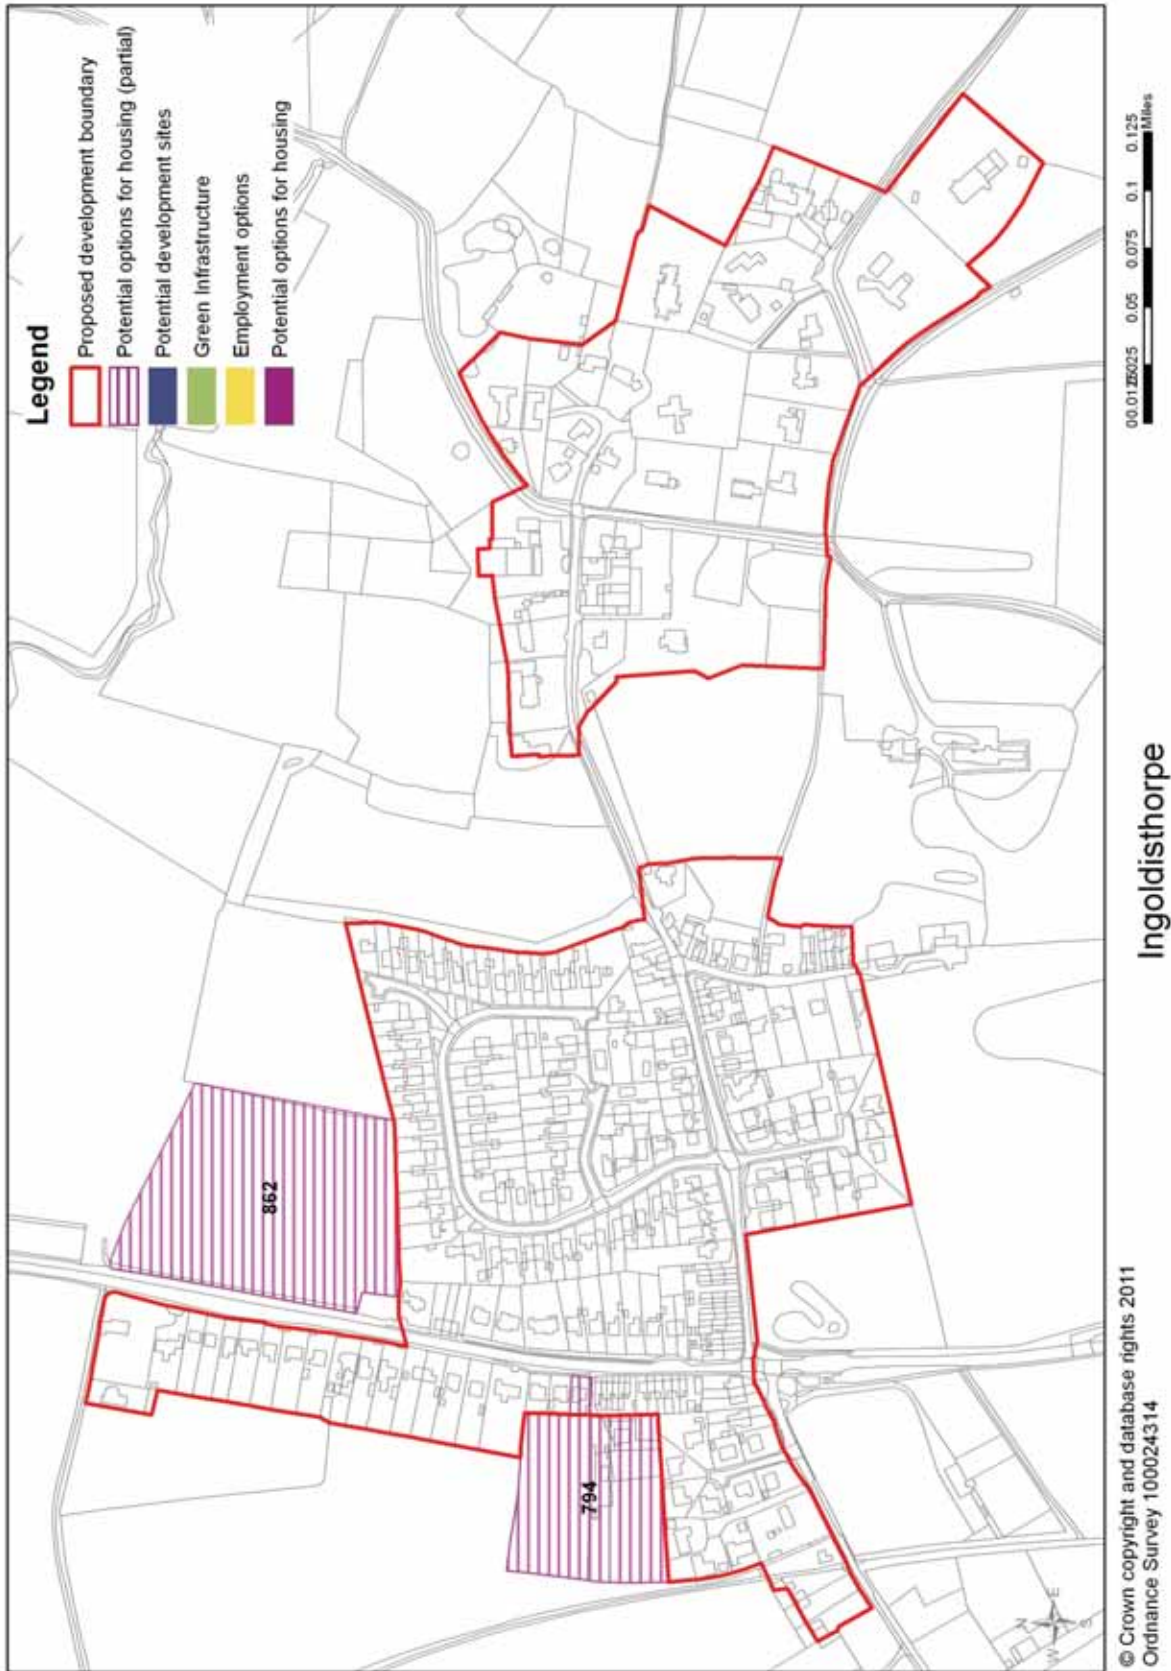 Legend
Proposed development boundary
Potential options for housing (partial)
Potential development sites
Green Infrastructure
Employment options
Potential options for housing
862
794
N
W E
S
0.05 0.075 0.1 0.125
Miles
Ingoldisthorpe
© Crown copyright and database rights 2011
Ordnance Survey 100024314